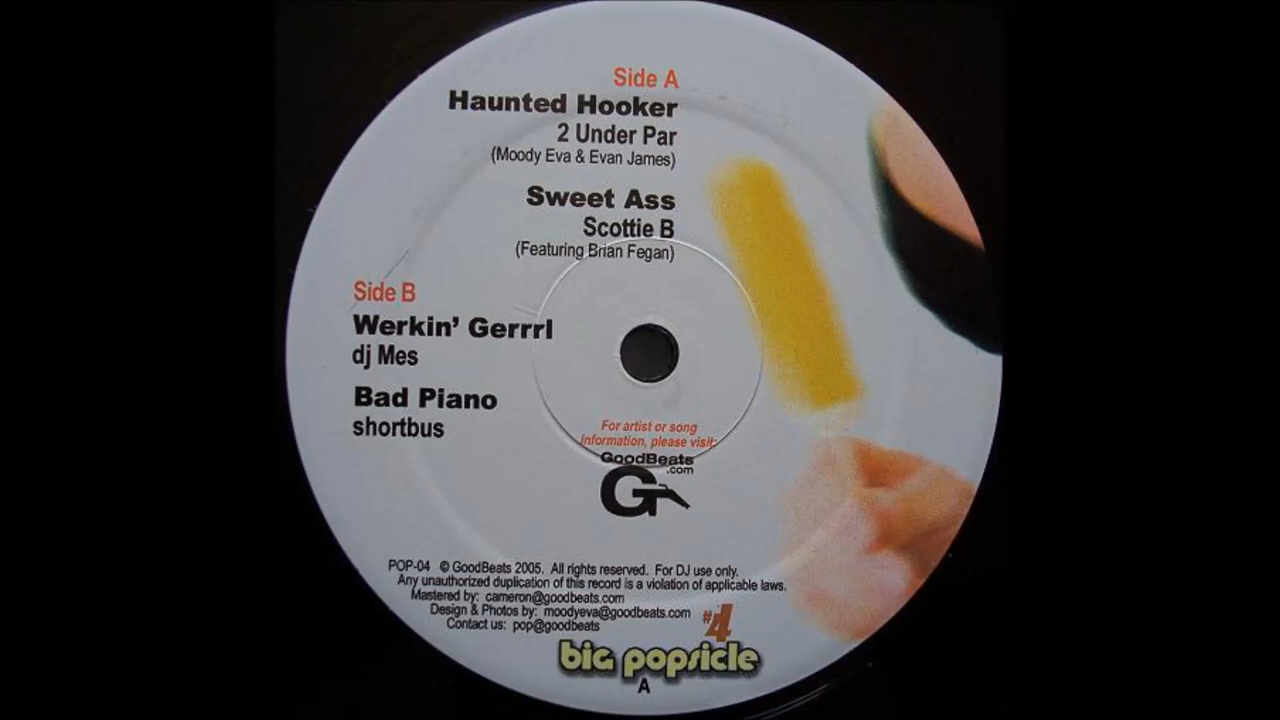 Side A
Haunted Hooker
2 Under Par
(Moody Eva & Evan James)
Sweet Ass
Scottie B
(Featuring Brian Fegan)
Side B
Werkin' Gerrrl
dj Mes
Bad Piano
shortbus
For artist or song
information, please visit:
GoodBeats
.com
G
POP-04 © GoodBeats 2005. All rights reserved. For DJ use only.
Any unauthorized duplication of this record is a violation of applicable laws.
Mastered by: cameron@goodbeats.com
Design & Photos by: moodyeva@goodbeats.com
Contact us: pop@goodbeats
#4
big popsicle
A